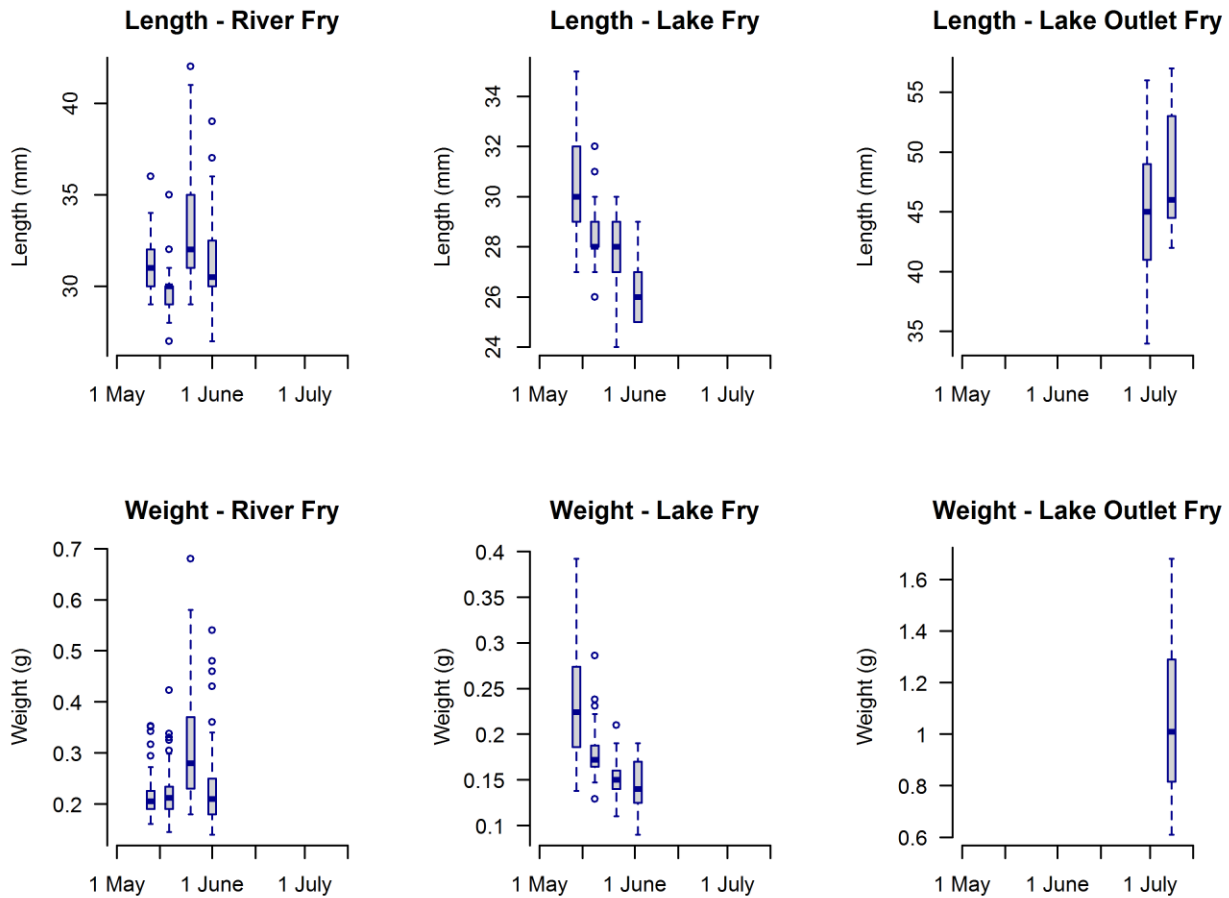 Length - River Fry
Length (mm)
40
35
30
1 May 1 June 1 July
Length - Lake Fry
Length (mm)
34
32
30
28
26
24
1 May 1 June 1 July
Length - Lake Outlet Fry
Length (mm)
55
50
45
40
35
1 May 1 July
Weight - River Fry
Weight (g)
0.7
0.6
0.5
0.4
0.3
0.2
1 May 1 June 1 July
Weight - Lake Fry
Weight (g)
0.4
0.35
0.3
0.25
0.2
0.15
0.1
1 May 1 June 1 July
Weight - Lake Outlet Fry
Weight (g)
1.6
1.4
1.2
1
0.8
0.6
1 May 1 June 1 July